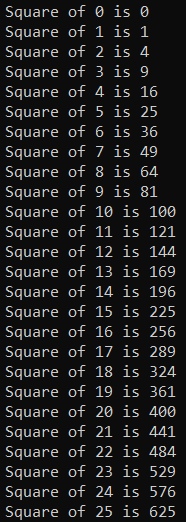 Square of 0 is 0
Square of 1 is 1
Square of 2 is 4
Square of 3 is 9
Square of 4 is 16
Square of 5 is 25
Square of 6 is 36
Square of 7 is 49
Square of 8 is 64
Square of 9 is 81
Square of 10 is 100
Square of 11 is 121
Square of 12 is 144
Square of 13 is 169
Square of 14 is 196
Square of 15 is 225
Square of 16 is 256
Square of 17 is 289
Square of 18 is 324
Square of 19 is 361
Square of 20 is 400
Square of 21 is 441
Square of 22 is 484
Square of 23 is 529
Square of 24 is 576
Square of 25 is 625